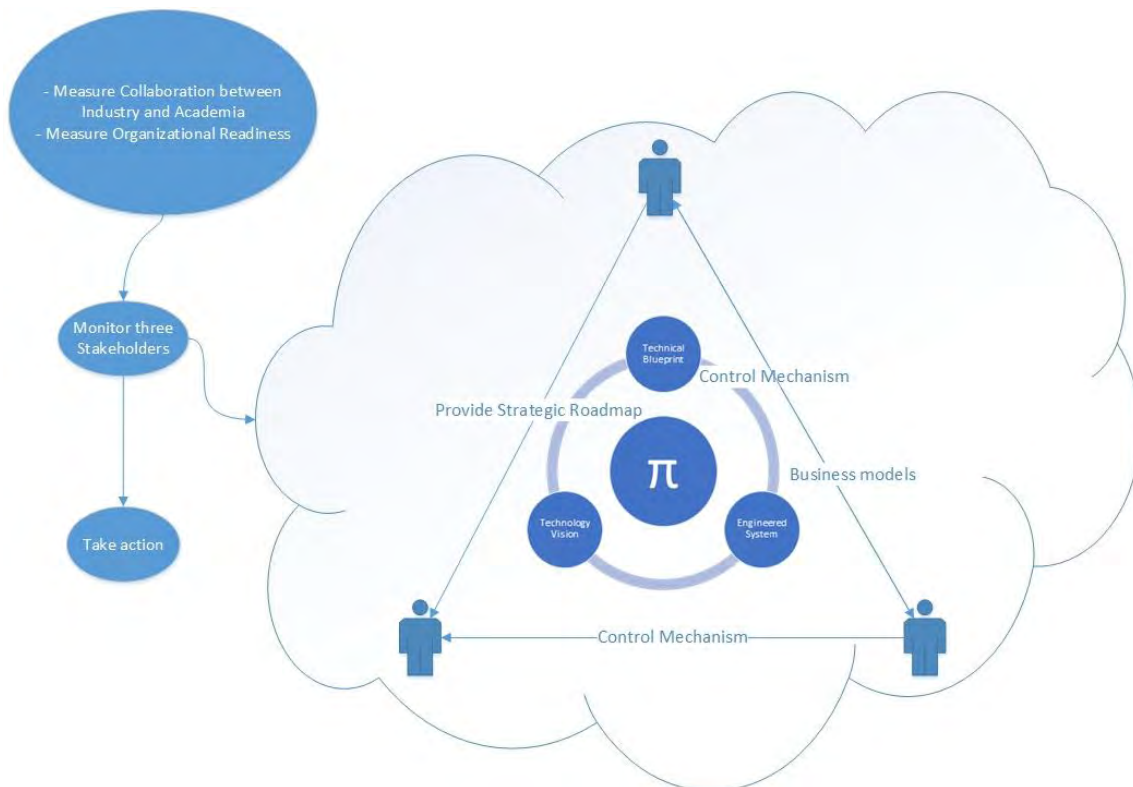 - Measure Collaboration between
Industry and Academia
- Measure Organizational Readiness
Monitor three
Stakeholders
Take action
Technical
Blueprint
Control Mechanism
Provide Strategic Roadmap
π
Business models
Technology
Vision
Engineered
System
Control Mechanism